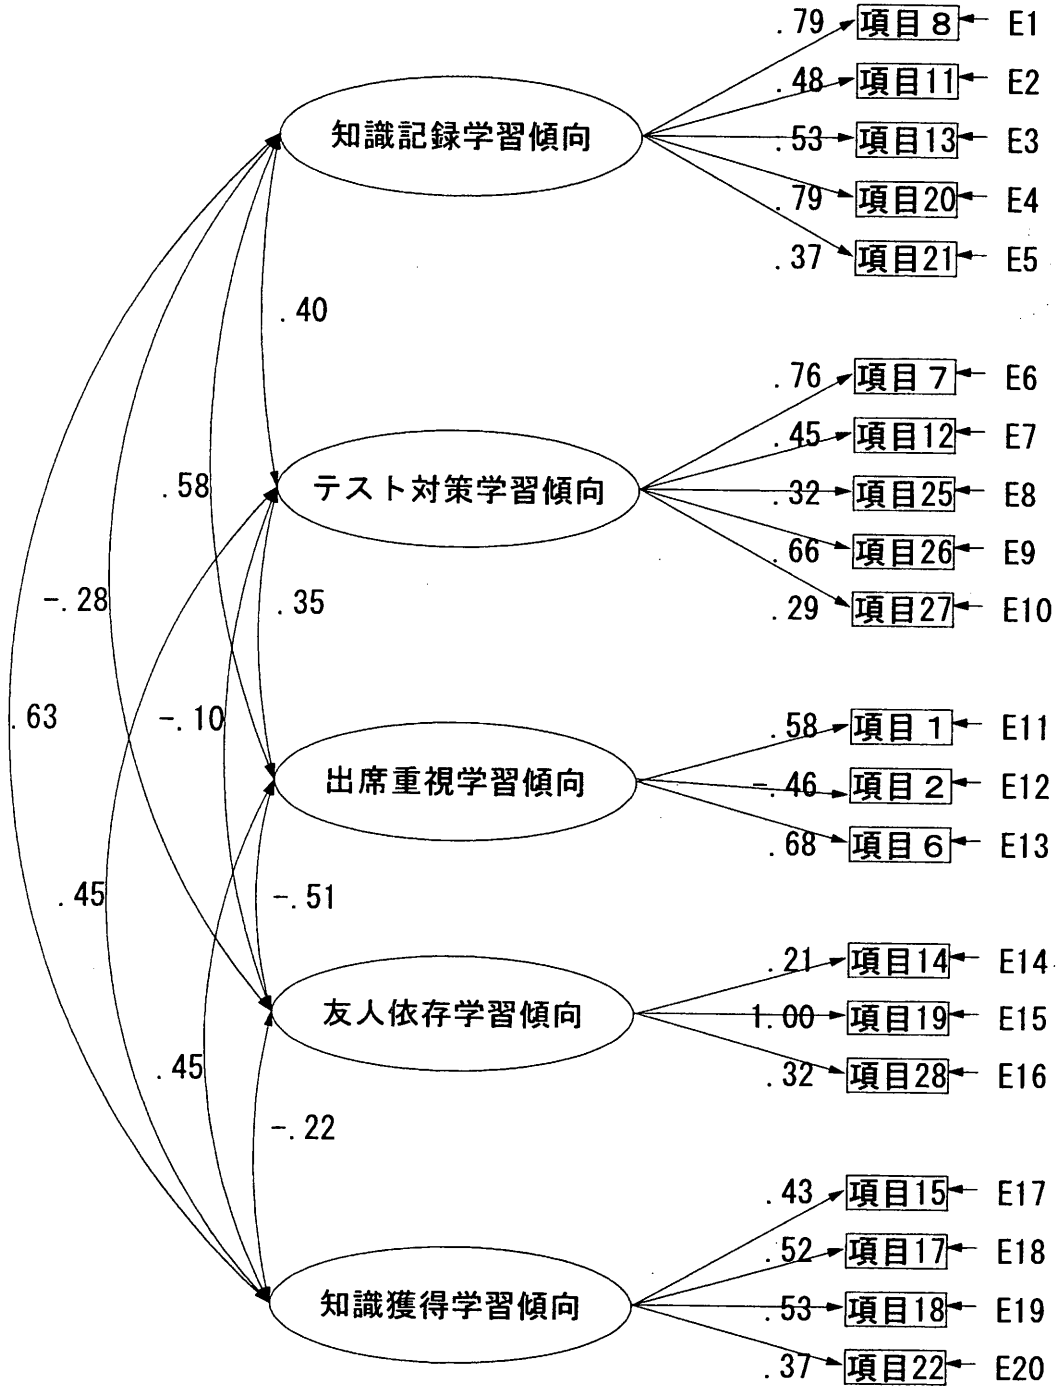 .79 項目8 E1
.48 項目11 E2
知識記録学習傾向
.53 項目13 E3
.79 項目20 E4
.37 項目21 E5
.40
.76 項目7 E6
.45 項目12 E7
.58
テスト対策学習傾向
.32 項目25 E8
.66 項目26 E9
-.28
.35
.29 項目27 E10
.63
-.10
.58 項目1 E11
出席重視学習傾向
-.46 項目2 E12
.68 項目6 E13
.45
-.51
.21 項目14 E14
友人依存学習傾向
1.00 項目19 E15
.45
.32 項目28 E16
-.22
.43 項目15 E17
.52 項目17 E18
知識獲得学習傾向
.53 項目18 E19
.37 項目22 E20